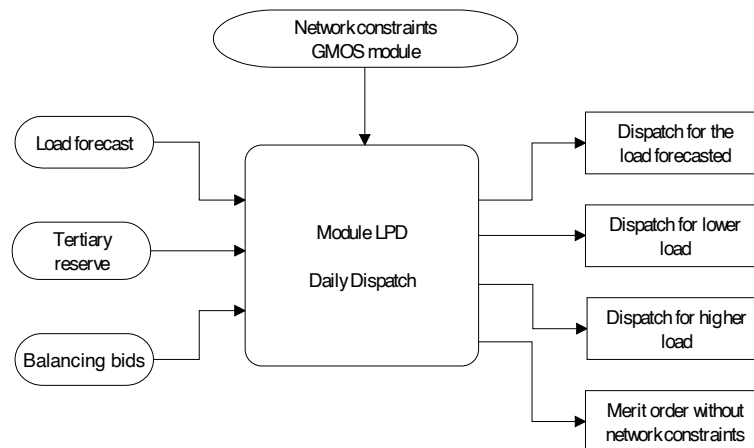 Network constraints
GMOS module
Load forecast
Tertiary
reserve
Balancing bids
Module LPD
Daily Dispatch
Dispatch for the
load forecasted
Dispatch for lower
load
Dispatch for higher
load
Merit order without
network constraints